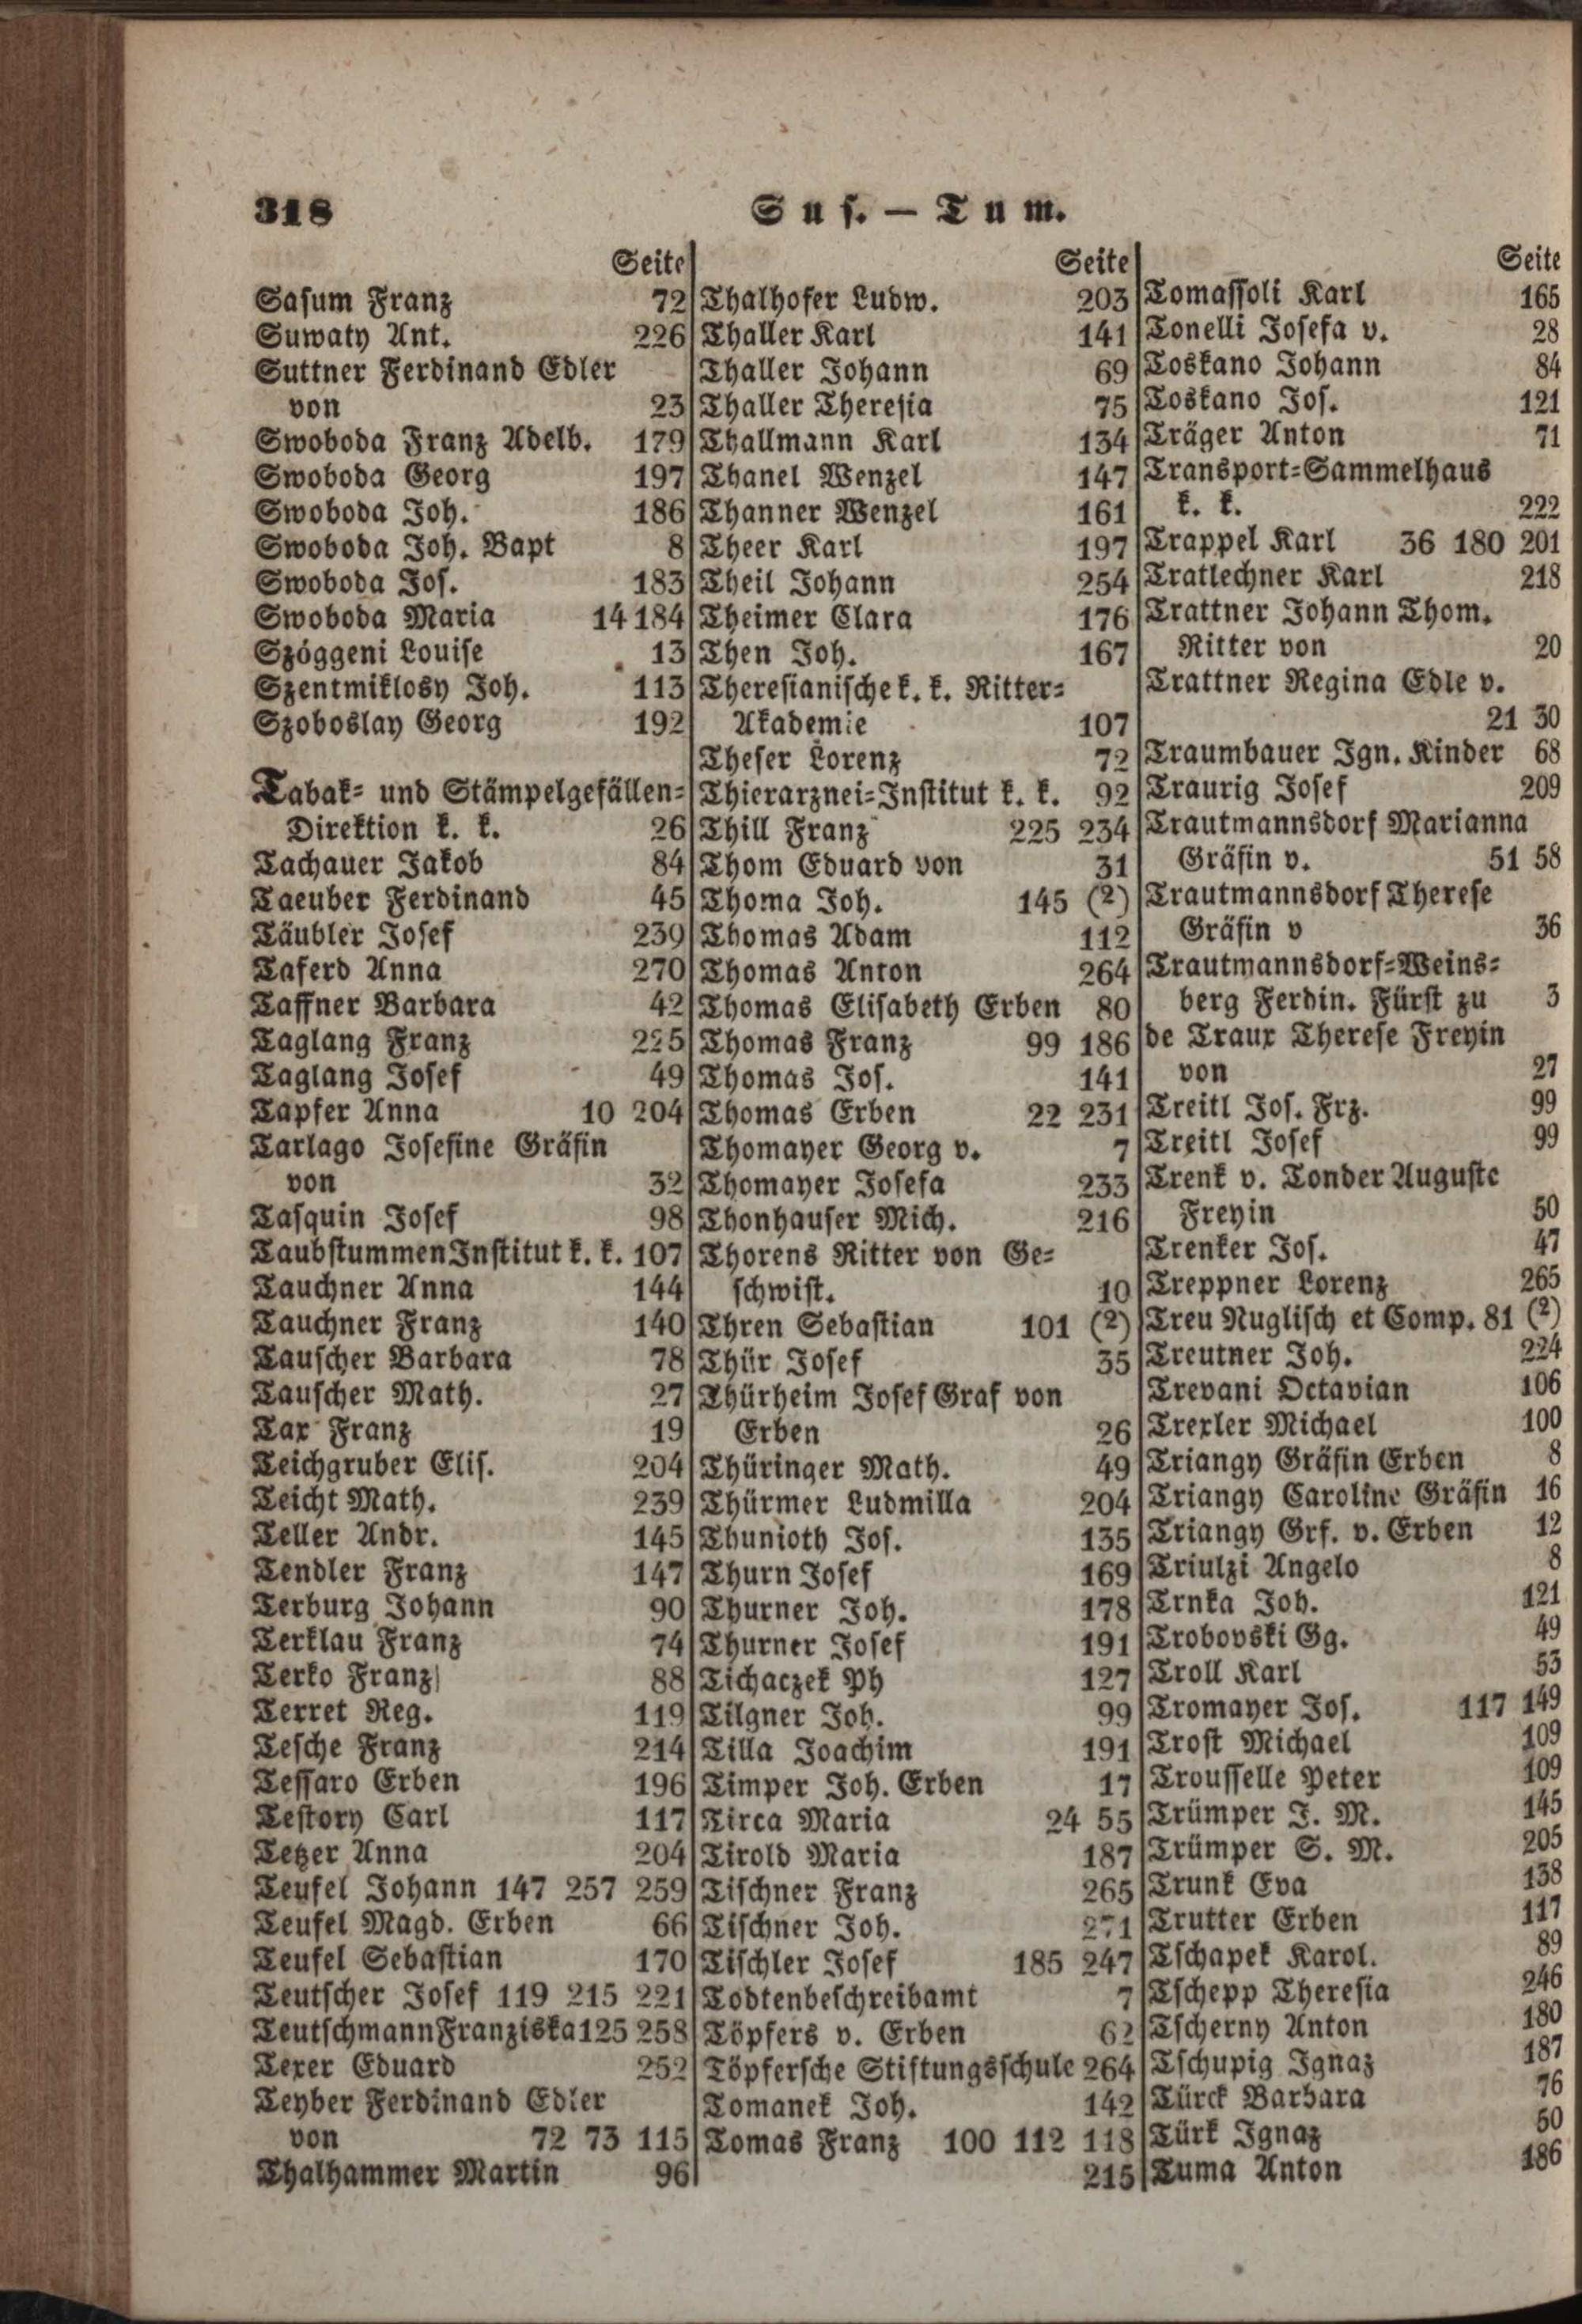 318
Sus. — Tum.
Seite
Sasum Franz 72
Suwaty Ant. 226
Suttner Ferdinand Edler
von 23
Swoboda Franz Adelb. 179
Swoboda Georg 197
Swoboda Joh. 186
Swoboda Joh. Bapt 8
Swoboda Jos. 183
Swoboda Maria 14 184
Szöggeni Louise 13
Szentmiklosy Joh. 113
Szoboslay Georg 192
Tabak- und Stämpelgefällen-
Direktion k. k. 26
Tachauer Jakob 84
Taeuber Ferdinand 45
Täubler Josef 239
Taferd Anna 270
Taffner Barbara 42
Taglang Franz 225
Taglang Josef 49
Tapfer Anna 10 204
Tarlago Josefine Gräfin
von 32
Tasquin Josef 98
Taubstummen Institut k. k. 107
Tauchner Anna 144
Tauchner Franz 140
Tauscher Barbara 78
Tauscher Math. 27
Tax Franz 19
Teichgruber Elis. 204
Teicht Math. 239
Teller Andr. 145
Tendler Franz 147
Terburg Johann 90
Terklau Franz 74
Terko Franz 88
Terret Reg. 119
Tesche Franz 214
Tessaro Erben 196
Testory Carl 117
Tetzer Anna 204
Teufel Johann 147 257 259
Teufel Magd. Erben 66
Teufel Sebastian 170
Teutscher Josef 119 215 221
Teutschmann Franziska 125 258
Texer Eduard 252
Teyber Ferdinand Edler
von 72 73 115
Thalhammer Martin 96
Seite
Thalhofer Ludw. 203
Thaller Karl 141
Thaller Johann 69
Thaller Theresia 75
Thallmann Karl 134
Thanel Wenzel 147
Thanner Wenzel 161
Theer Karl 197
Theil Johann 254
Theimer Clara 176
Then Joh. 167
Theresianische k. k. Ritter-
Akademie 107
Theser Lorenz 72
Thierarznei-Institut k. k. 92
Thill Franz 225 234
Thom Eduard von 31
Thoma Joh. 145 (2)
Thomas Adam 112
Thomas Anton 264
Thomas Elisabeth Erben 80
Thomas Franz 99 186
Thomas Jos. 141
Thomas Erben 22 231
Thomayer Georg v. 7
Thomayer Josefa 233
Thonhauser Mich. 216
Thorens Ritter von Ge-
schwist. 10
Thren Sebastian 101 (2)
Thür Josef 35
Thürheim Josef Graf von
Erben 26
Thüringer Math. 49
Thürmer Ludmilla 204
Thunioth Jos. 135
Thurn Josef 169
Thurner Joh. 178
Thurner Josef 191
Tichaczek Ph 127
Tilgner Joh. 99
Tilla Joachim 191
Timper Joh. Erben 17
Tirca Maria 24 55
Tirold Maria 187
Tischner Franz 265
Tischner Joh. 271
Tischler Josef 185 247
Todtenbeschreibamt 7
Töpfers v. Erben 62
Töpfersche Stiftungsschule 264
Tomanek Joh. 142
Tomas Franz 100 112 118
215
Seite
Tomassoli Karl 165
Tonelli Josefa v. 28
Toskano Johann 84
Toskano Jos. 121
Träger Anton 71
Transport-Sammelhaus
k. k. 222
Trappel Karl 36 180 201
Tratlechner Karl 218
Trattner Johann Thom.
Ritter von 20
Trattner Regina Edle v.
21 30
Traumbauer Ign. Kinder 68
Traurig Josef 209
Trautmannsdorf Marianna
Gräfin v. 51 58
Trautmannsdorf Therese
Gräfin v 36
Trautmannsdorf-Weins-
berg Ferdin. Fürst zu 3
de Traux Therese Freyin
von 27
Treitl Jos. Frz. 99
Treitl Josef 99
Trenk v. Tonder Auguste
Freyin 50
Trenker Jos. 47
Treppner Lorenz 265
Treu Nuglisch et Comp. 81 (2)
Treutner Joh. 224
Trevani Octavian 106
Trexler Michael 100
Triangy Gräfin Erben 8
Triangy Caroline Gräfin 16
Triangy Grf. v. Erben 12
Triulzi Angelo 8
Trnka Joh. 121
Trobovski Gg. 49
Troll Karl 53
Tromayer Jos. 117 149
Trost Michael 109
Trousselle Peter 109
Trümper J. M. 145
Trümper S. M. 205
Trunk Eva 138
Trutter Erben 117
Tschapek Karol. 89
Tschepp Theresia 246
Tscherny Anton 180
Tschupig Ignaz 187
Türck Barbara 76
Türk Ignaz 50
Tuma Anton 186